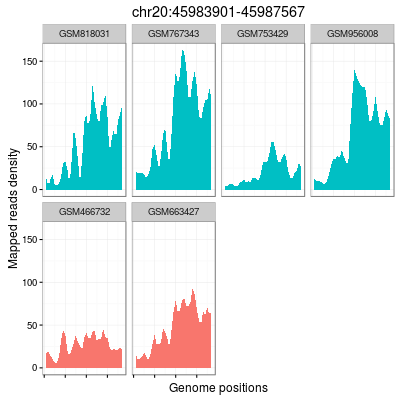 chr20:45983901-45987567
GSM818031 GSM767343 GSM753429 GSM956008
150
100
50
0
GSM466732 GSM663427
150
100
50
0
Mapped reads density
Genome positions